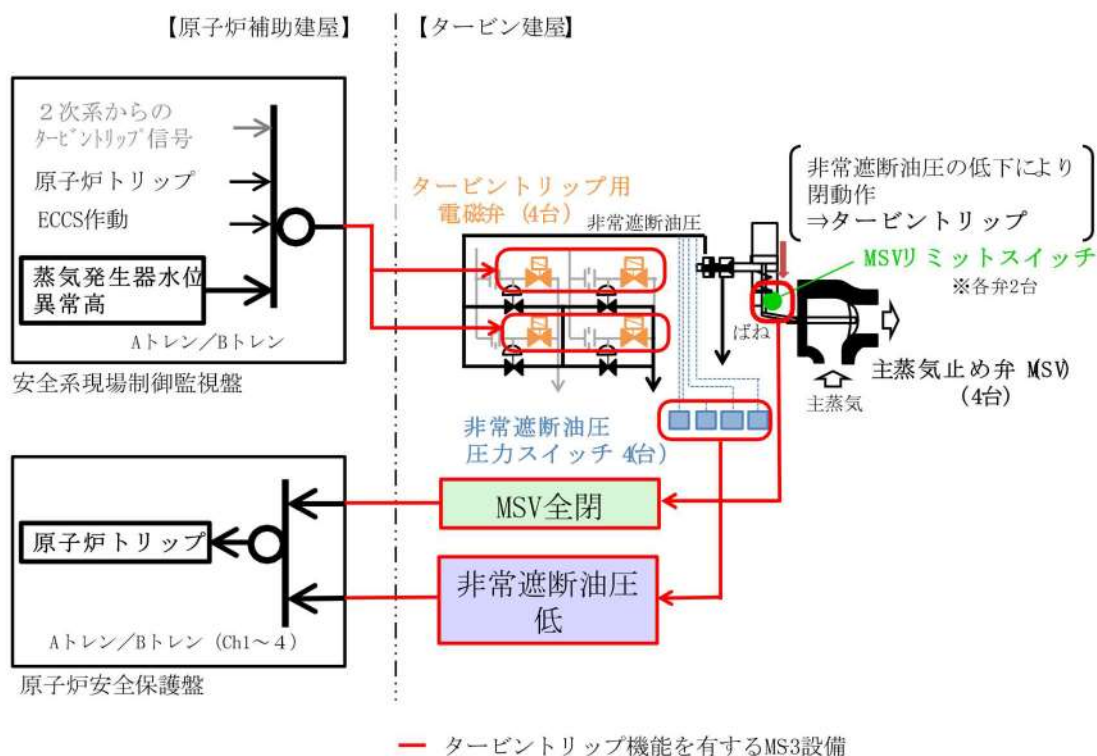 【原子炉補助建屋】
【タービン建屋】
２次系からの
ﾀｰﾋﾞﾝﾄﾘｯﾌﾟ信号
原子炉トリップ
ECCS作動
蒸気発生器水位
異常高
Aトレン／Bトレン
安全系現場制御監視盤
タービントリップ用
電磁弁 (4台)
非常遮断油圧
非常遮断油圧の低下により
閉動作
⇒タービントリップ
MSVリミットスイッチ
※各弁2台
ばね
主蒸気止め弁 MSV)
(4台)
主蒸気
非常遮断油圧
圧力スイッチ 4台)
MSV全閉
原子炉トリップ
非常遮断油圧
低
Aトレン／Bトレン (Ch1～4)
原子炉安全保護盤
タービントリップ機能を有するMS-3設備